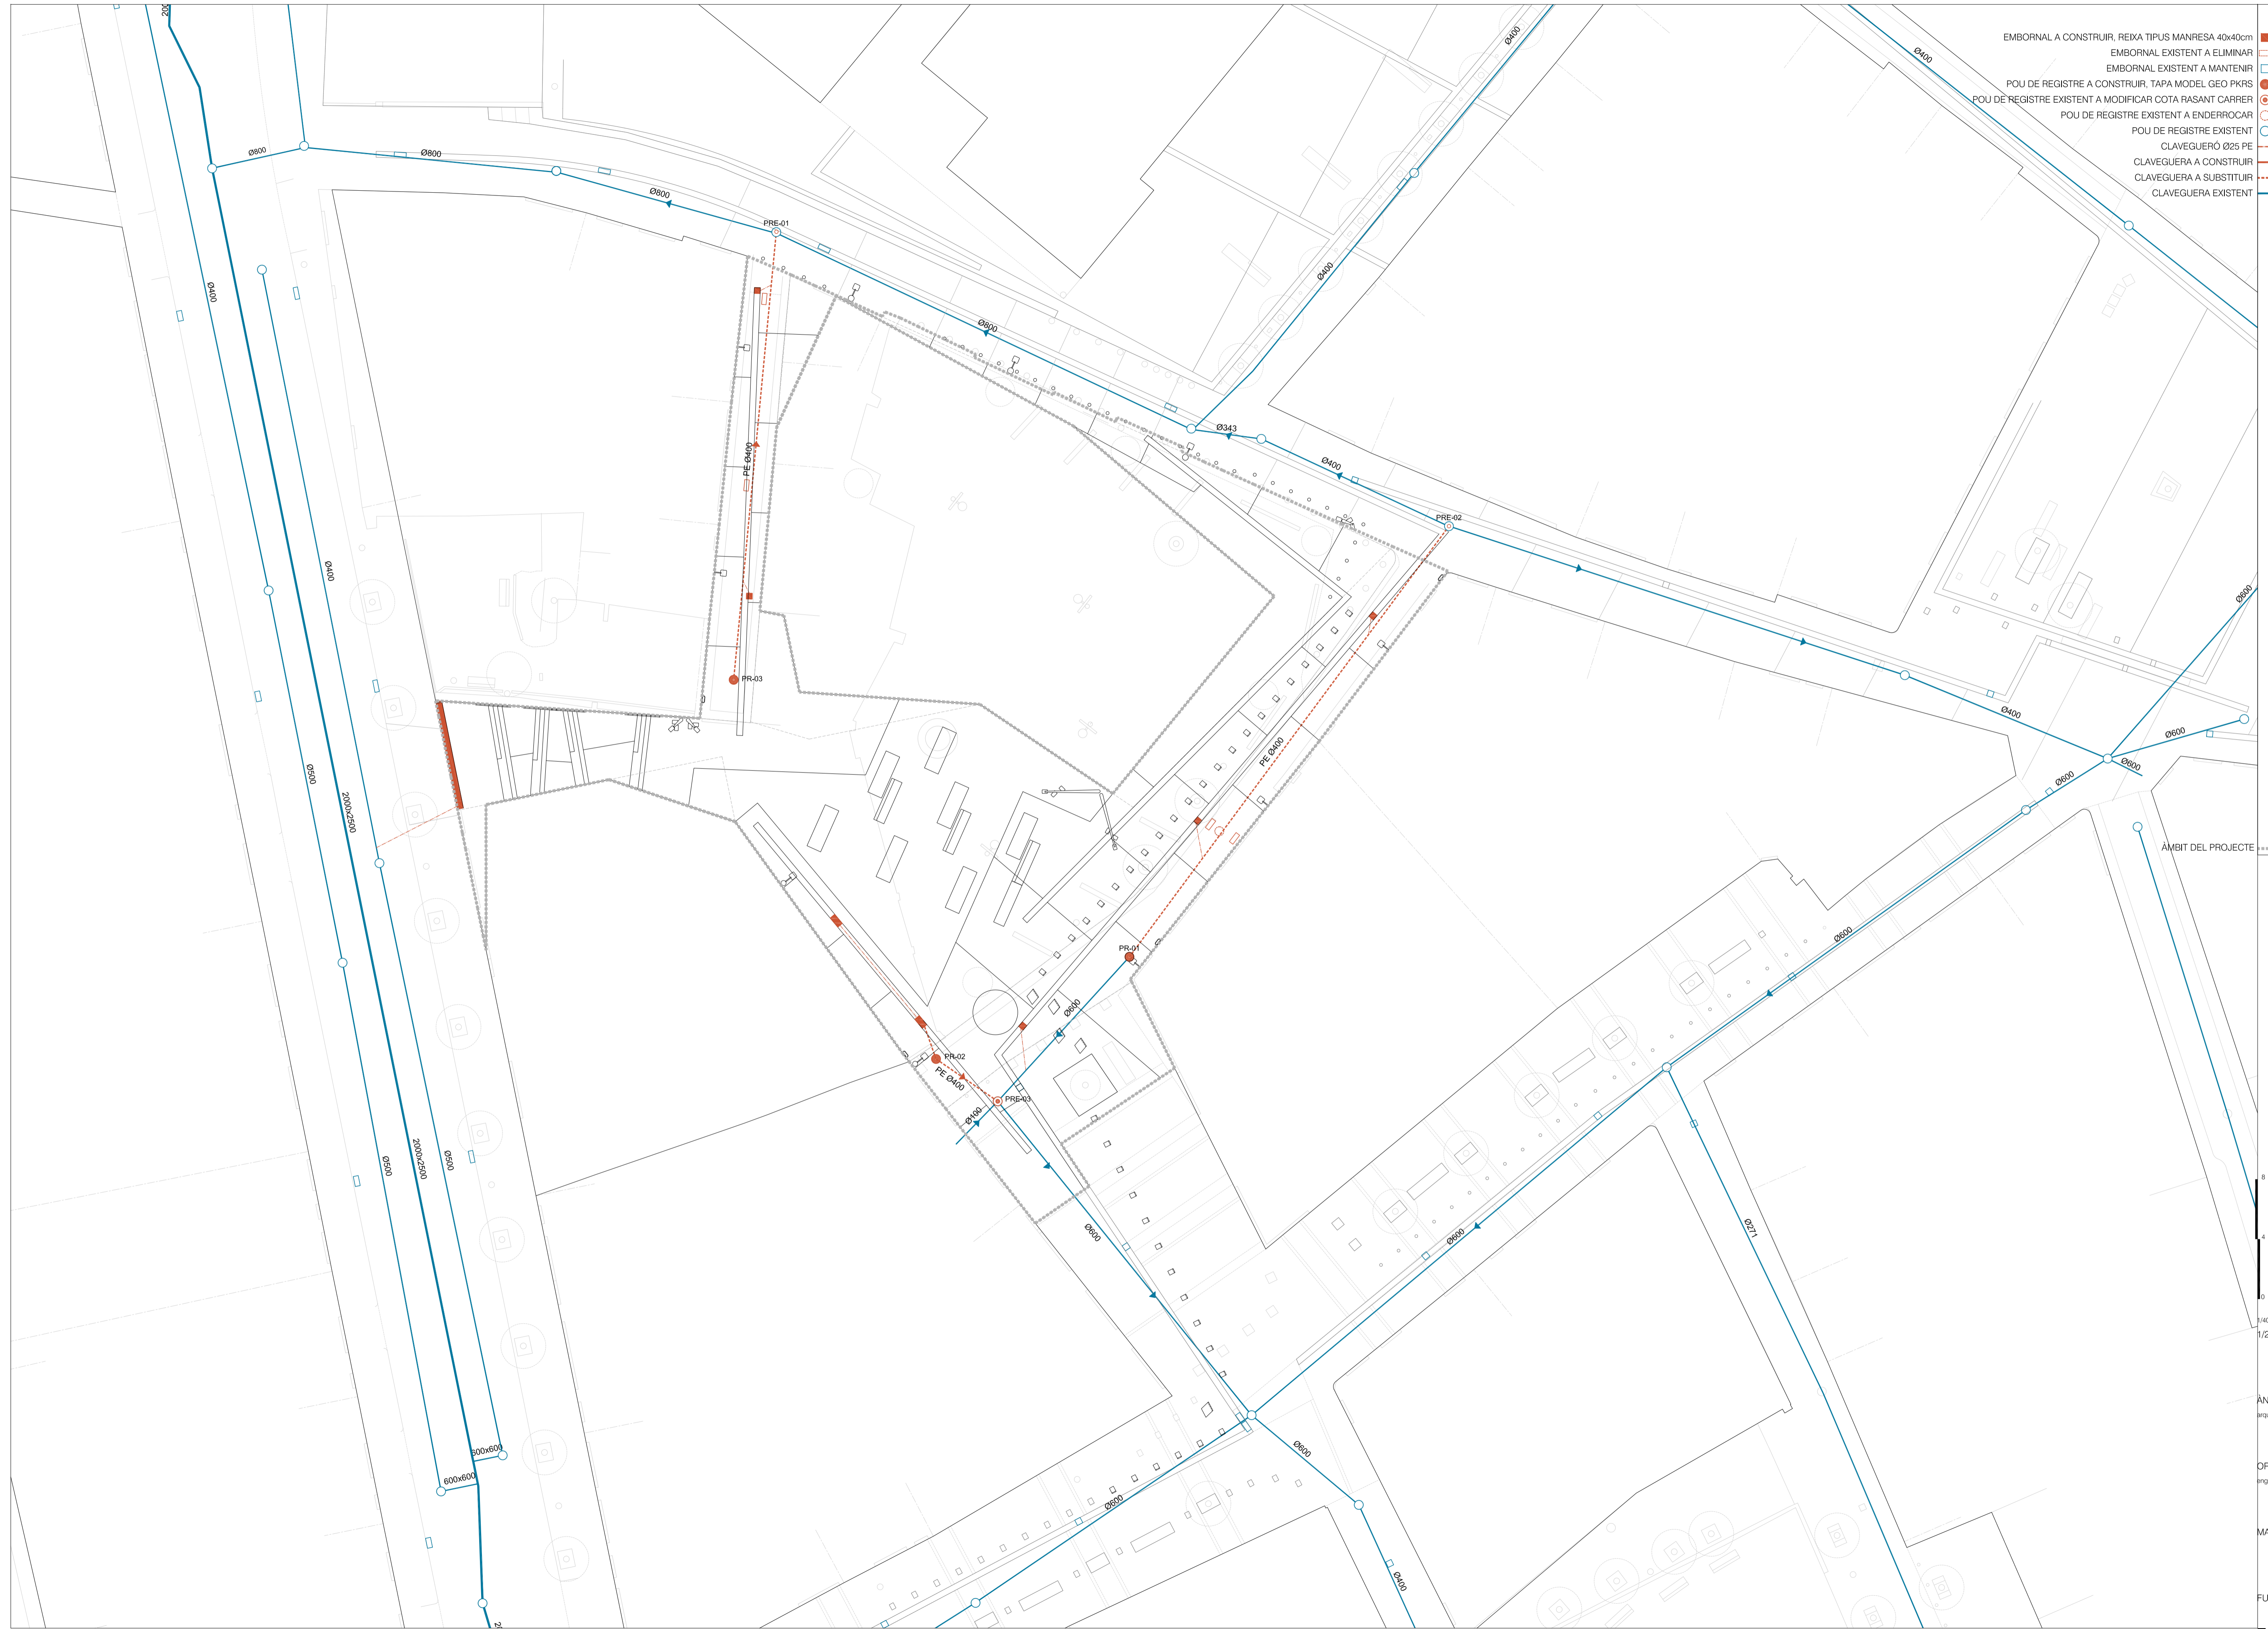 EMBORNAL A CONSTRUIR, REIXA TIPUS MANRESA 40x40cm
EMBORNAL EXISTENT A ELIMINAR
EMBORNAL EXISTENT A MANTENIR
POU DE REGISTRE A CONSTRUIR, TAPA MODEL GEO PKRS
POU DE REGISTRE EXISTENT A MODIFICAR COTA RASANT CARRER
POU DE REGISTRE EXISTENT A ENDERROCAR
POU DE REGISTRE EXISTENT
CLAVEGUERÓ Ø25 PE
CLAVEGUERA A CONSTRUIR
CLAVEGUERA A SUBSTITUIR
CLAVEGUERA EXISTENT
Ø400
Ø400
Ø800
Ø800
Ø800
PRE-01
Ø400
Ø400
Ø800
Ø343
Ø400
PRE-02
PE Ø400
Ø400
Ø600
PR-03
Ø400
Ø600
Ø600
Ø600
PE Ø400
Ø500
2000x2500
ÀMBIT DEL PROJECTE
Ø600
PR-01
Ø600
PR-02
PE Ø400
PRE-03
Ø160
2000x2500
Ø500
Ø500
8
Ø600
Ø600
Ø271
4
0
600x600
600x600
Ø600
Ø600
Ø400